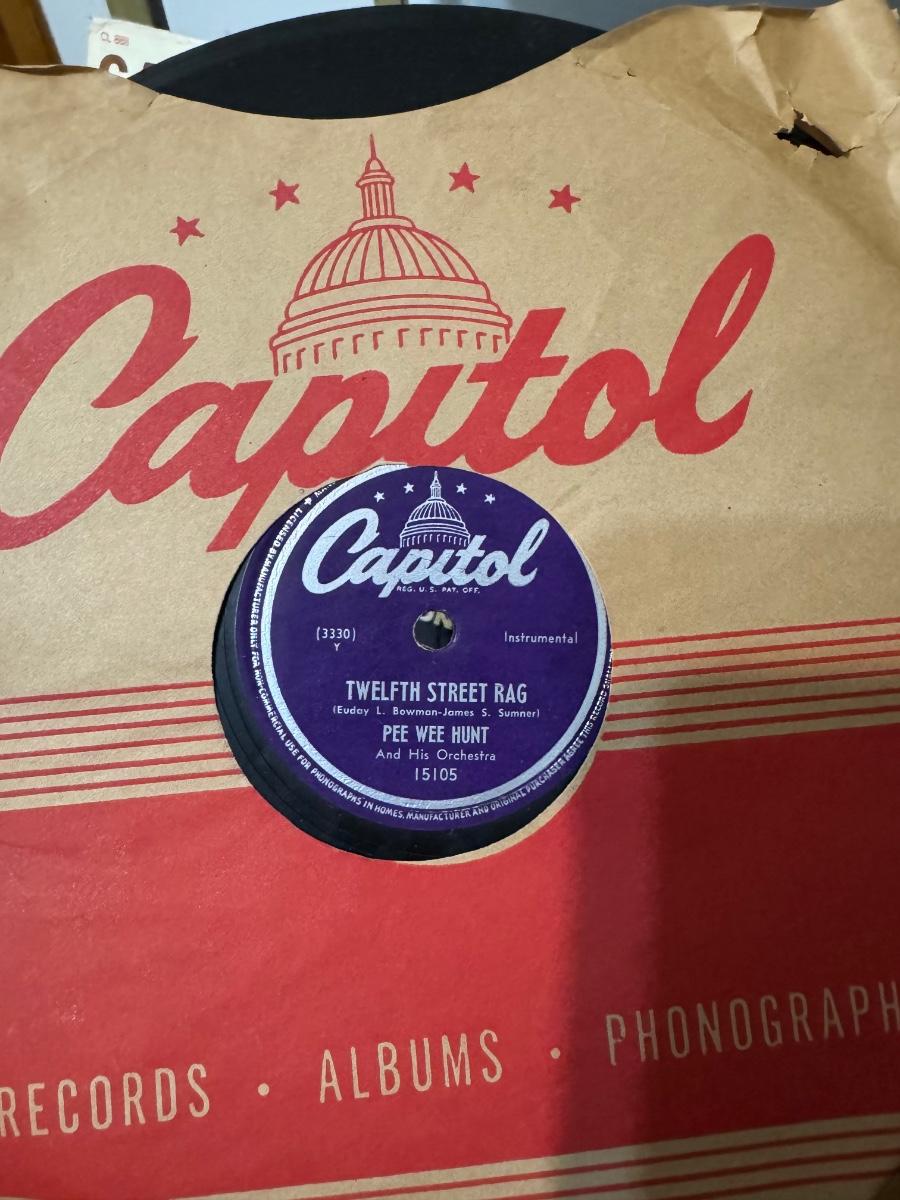 Capitol
Capitol
REG. U.S. PAT. OFF.
(3330)
Y
Instrumental
TWELFTH STREET RAG
(Euday L. Bowman-James S. Sumner)
PEE WEE HUNT
And His Orchestra
15105
LICENSED BY MANUFACTURER ONLY FOR NON-COMMERCIAL USE FOR PHONOGRAPHS IN HOMES. MANUFACTURER AND ORIGINAL PURCHASER AGREE THIS RECORD SHALL
RECORDS • ALBUMS • PHONOGRAPH